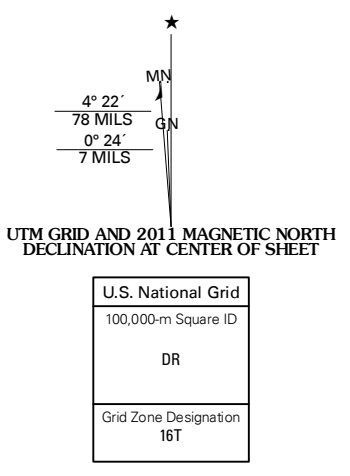 ★
MN
4° 22´
78 MILS
GN
0° 24´
7 MILS
UTM GRID AND 2011 MAGNETIC NORTH
DECLINATION AT CENTER OF SHEET
U.S. National Grid
100,000-m Square ID
DR
Grid Zone Designation
16T